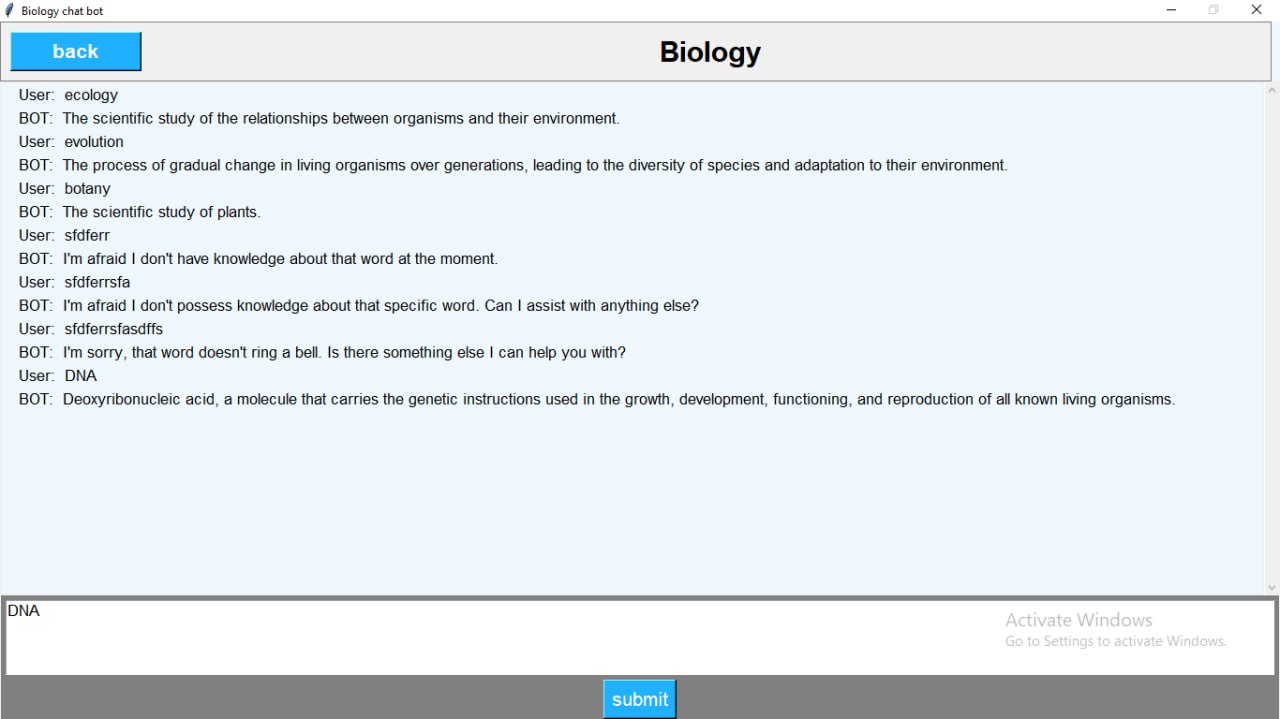 Biology chat bot
back
Biology
User: ecology
BOT: The scientific study of the relationships between organisms and their environment.
User: evolution
BOT: The process of gradual change in living organisms over generations, leading to the diversity of species and adaptation to their environment.
User: botany
BOT: The scientific study of plants.
User: sfdferr
BOT: I'm afraid I don't have knowledge about that word at the moment.
User: sfdferrsfa
BOT: I'm afraid I don't possess knowledge about that specific word. Can I assist with anything else?
User: sfdferrsfasdffs
BOT: I'm sorry, that word doesn't ring a bell. Is there something else I can help you with?
User: DNA
BOT: Deoxyribonucleic acid, a molecule that carries the genetic instructions used in the growth, development, functioning, and reproduction of all known living organisms.
DNA
Activate Windows
Go to Settings to activate Windows.
submit